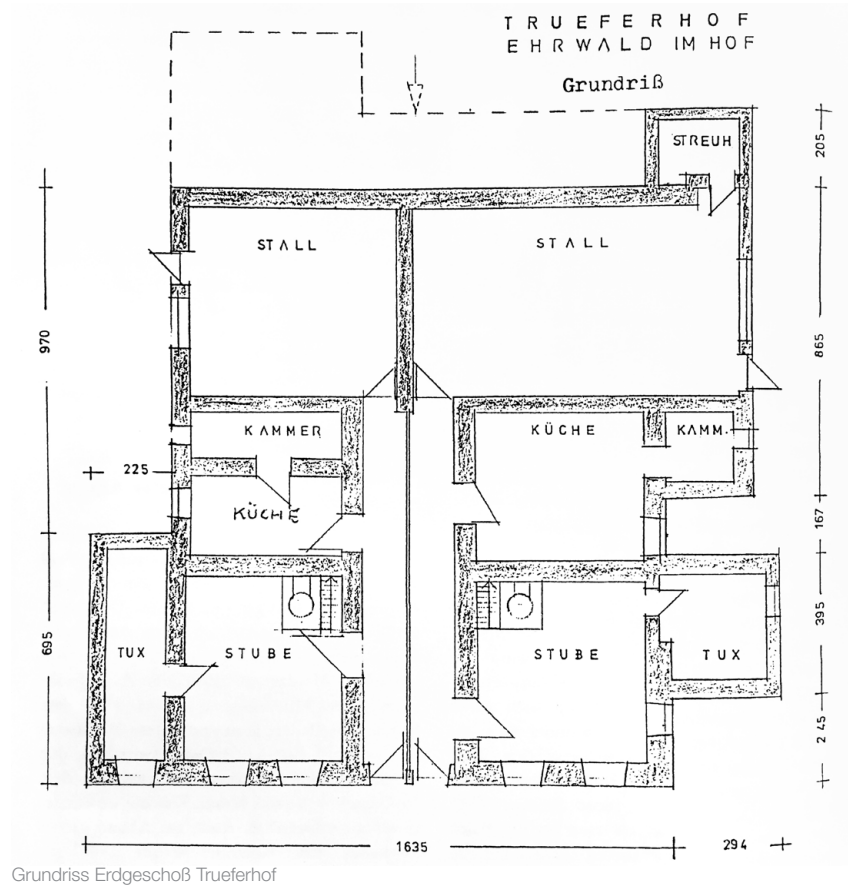 TRUEFERHOF
EHRWALD IM HOF
Grundriß
STREUH
205
STALL
STALL
970
865
KAMMER
KÜCHE
KAMM.
225
KÜCHE
167
TUX
STUBE
STUBE
TUX
695
395
2 45
1635
294
Grundriss Erdgeschoß Trueferhof